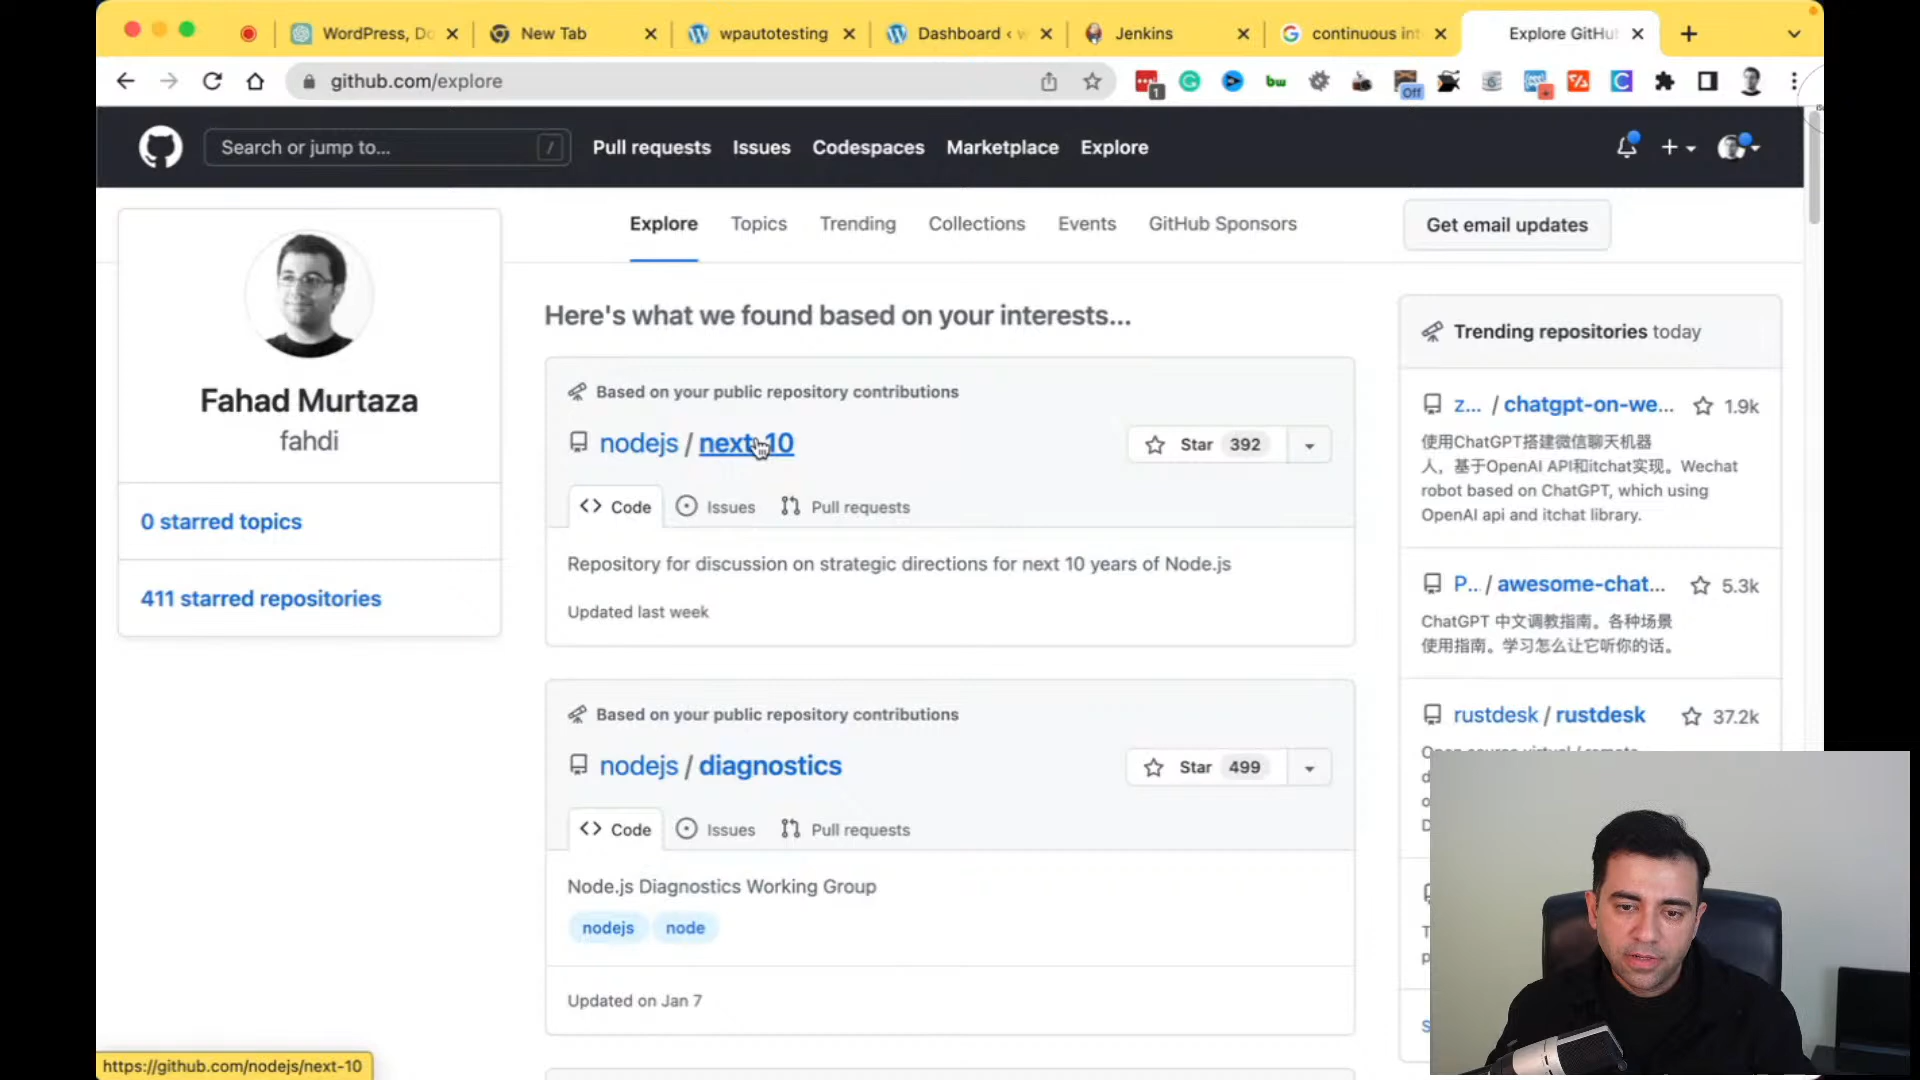 WordPress, Do
New Tab
wpautotesting
Dashboard ‹ w
Jenkins
continuous int
Explore GitHub
github.com/explore
1
bw
Off
Search or jump to...
/
Pull requests
Issues
Codespaces
Marketplace
Explore
Explore
Topics
Trending
Collections
Events
GitHub Sponsors
Get email updates
Fahad Murtaza
fahdi
0 starred topics
411 starred repositories
Here's what we found based on your interests...
Based on your public repository contributions
nodejs / next-10
Star 392
Code
Issues
Pull requests
Repository for discussion on strategic directions for next 10 years of Node.js
Updated last week
Based on your public repository contributions
nodejs / diagnostics
Star 499
Code
Issues
Pull requests
Node.js Diagnostics Working Group
nodejs
node
Updated on Jan 7
Trending repositories today
z... / chatgpt-on-we...
1.9k
使用ChatGPT搭建微信聊天机器
人，基于OpenAI API和itchat实现。Wechat
robot based on ChatGPT, which using
OpenAI api and itchat library.
P... / awesome-chat...
5.3k
ChatGPT 中文调教指南。各种场景
使用指南。学习怎么让它听你的话。
rustdesk / rustdesk
37.2k
https://github.com/nodejs/next-10